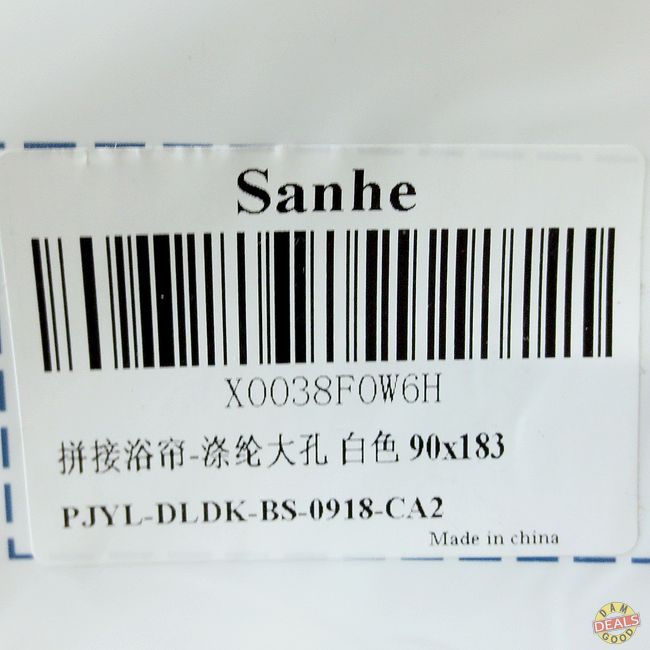 Sanhe
X0038F0W6H
拼接浴帘-涤纶大孔 白色 90x183
PJYL-DLDK-BS-0918-CA2
Made in china
DAM
DEALS
GOOD